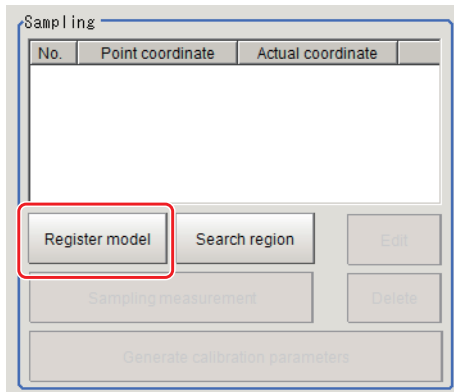 Sampling
No. Point coordinate Actual coordinate
Register model Search region Edit
Sampling measurement Delete
Generate calibration parameters